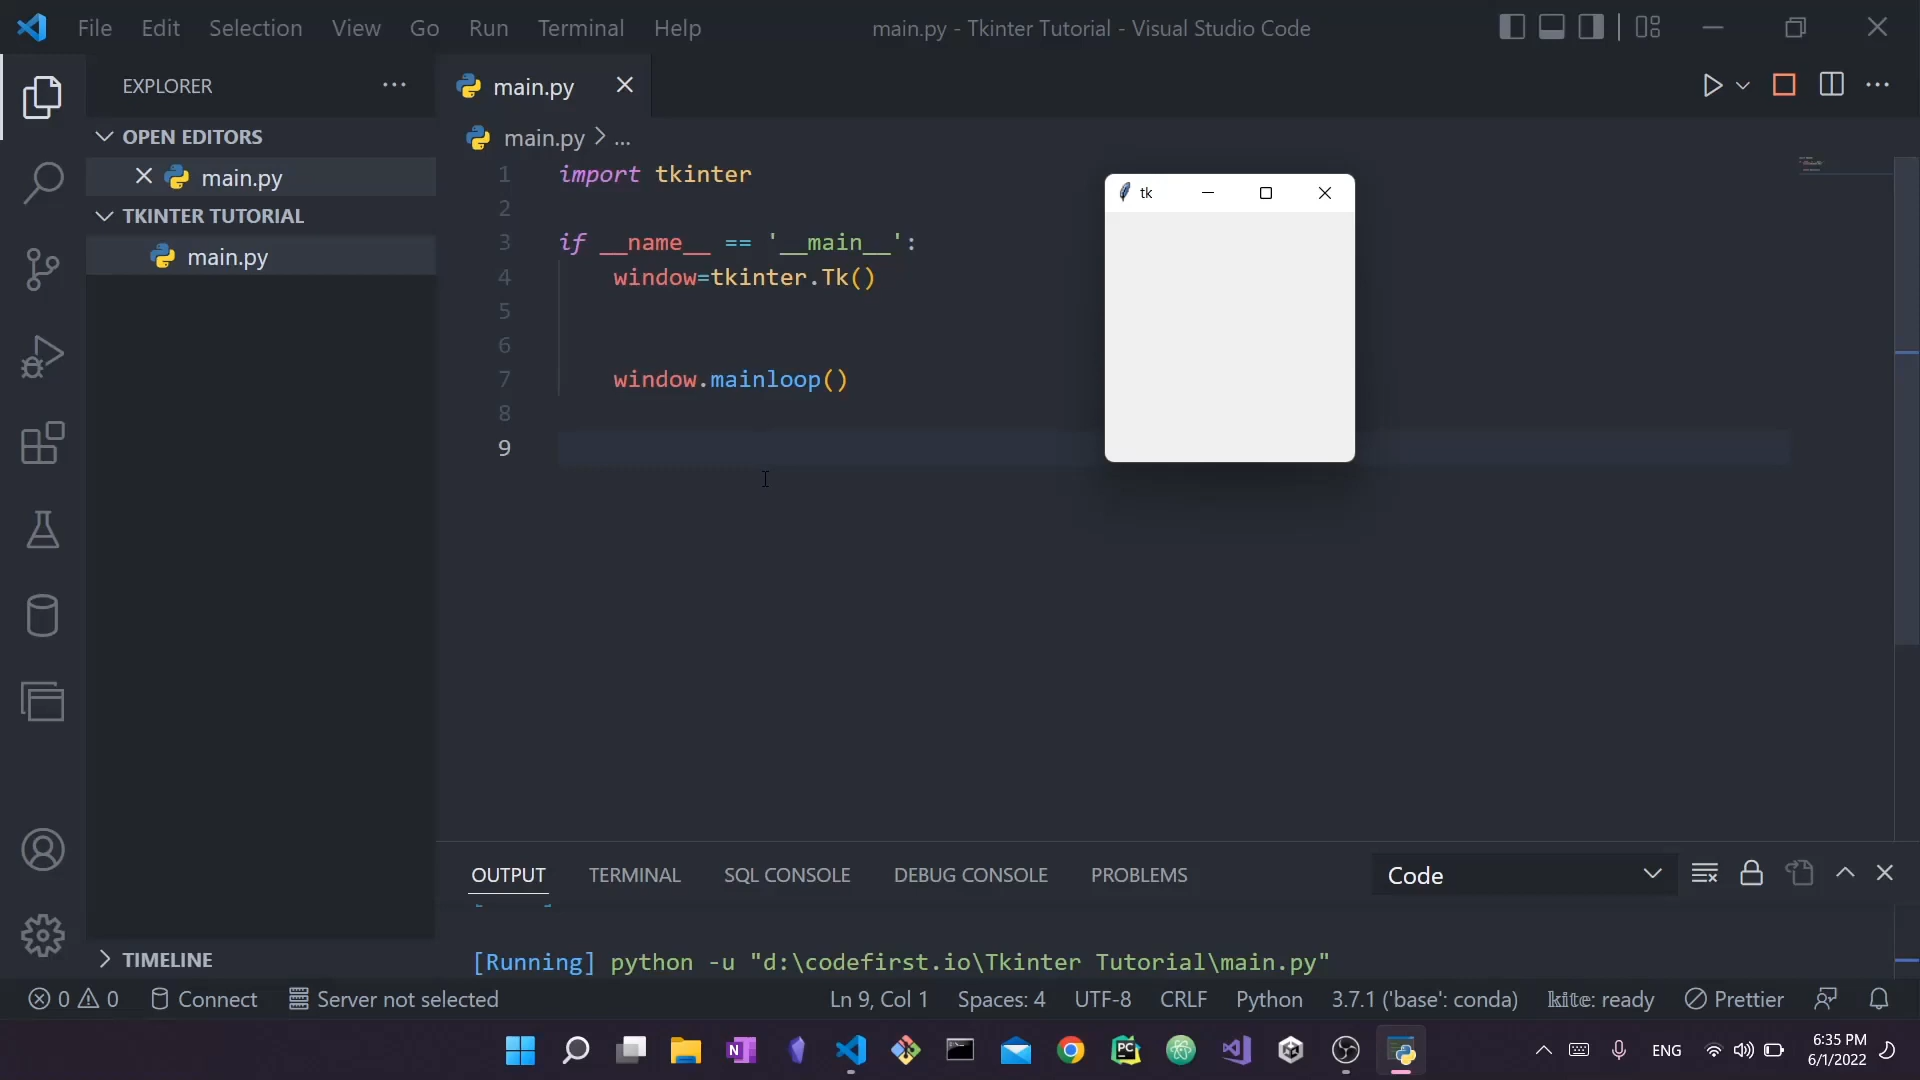 File Edit Selection View Go Run Terminal Help
main.py - Tkinter Tutorial - Visual Studio Code
EXPLORER
OPEN EDITORS
main.py
TKINTER TUTORIAL
main.py
TIMELINE
main.py
main.py > ...
1 import tkinter
2
3 if __name__ == '__main__':
4 window=tkinter.Tk()
5
6
7 window.mainloop()
8
9
tk
OUTPUT TERMINAL SQL CONSOLE DEBUG CONSOLE PROBLEMS
Code
[Running] python -u "d:\codefirst.io\Tkinter Tutorial\main.py"
0 0 Connect Server not selected Ln 9, Col 1 Spaces: 4 UTF-8 CRLF Python 3.7.1 ('base': conda) kite: ready Prettier
ENG
6:35 PM
6/1/2022